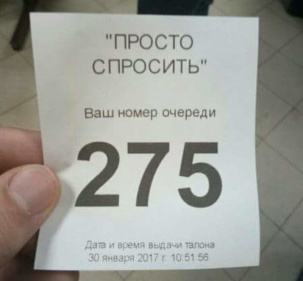 "ПРОСТО
СПРОСИТЬ"
Ваш номер очереди
275
Дата и время выдачи талона
30 января 2017 г. 10:51:56